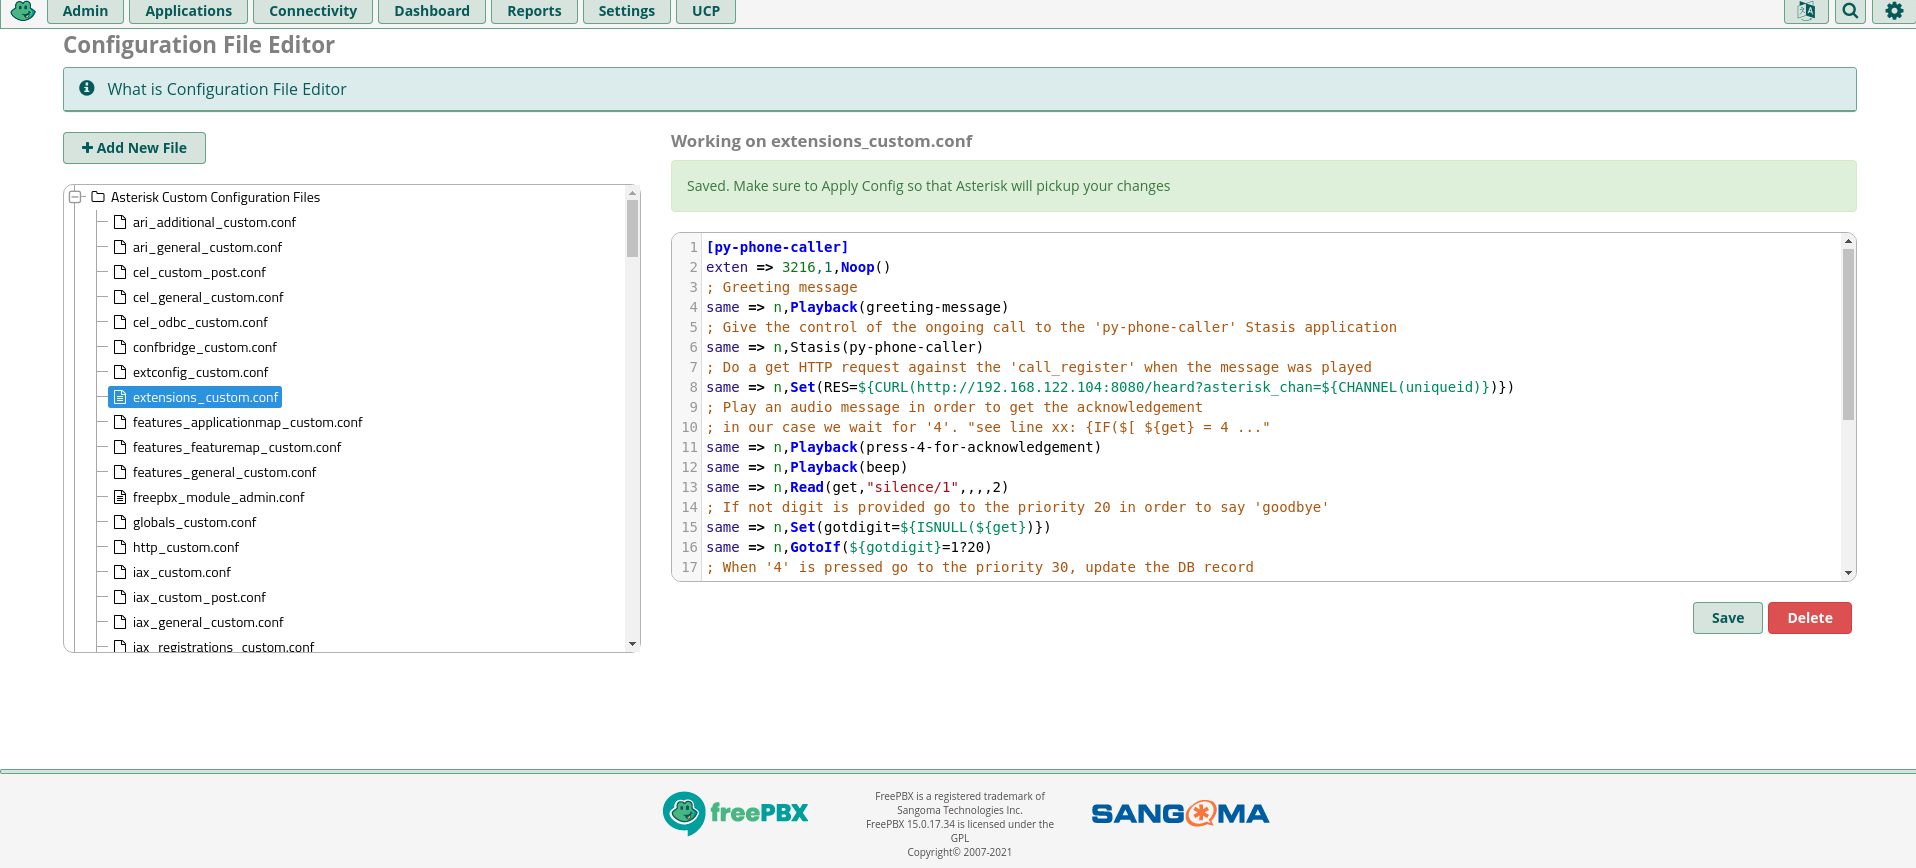 Admin Applications Connectivity Dashboard Reports Settings UCP
Configuration File Editor
What is Configuration File Editor
Add New File
Asterisk Custom Configuration Files
ari_additional_custom.conf
ari_general_custom.conf
cel_custom_post.conf
cel_general_custom.conf
cel_odbc_custom.conf
confbridge_custom.conf
extconfig_custom.conf
extensions_custom.conf
features_applicationmap_custom.conf
features_featuremap_custom.conf
features_general_custom.conf
freepbx_module_admin.conf
globals_custom.conf
http_custom.conf
iax_custom.conf
iax_custom_post.conf
iax_general_custom.conf
iax_registrations_custom.conf
Working on extensions_custom.conf
Saved. Make sure to Apply Config so that Asterisk will pickup your changes
1 [py-phone-caller]
2 exten => 3216,1,Noop()
3 ; Greeting message
4 same => n,Playback(greeting-message)
5 ; Give the control of the ongoing call to the 'py-phone-caller' Stasis application
6 same => n,Stasis(py-phone-caller)
7 ; Do a get HTTP request against the 'call_register' when the message was played
8 same => n,Set(RES=${CURL(http://192.168.122.104:8080/heard?asterisk_chan=${CHANNEL(uniqueid)})})
9 ; Play an audio message in order to get the acknowledgement
10 ; in our case we wait for '4'. "see line xx: {IF($[ ${get} = 4 ..."
11 same => n,Playback(press-4-for-acknowledgement)
12 same => n,Playback(beep)
13 same => n,Read(get,"silence/1",,,,2)
14 ; If not digit is provided go to the priority 20 in order to say 'goodbye'
15 same => n,Set(gotdigit=${ISNULL(${get})})
16 same => n,GotoIf(${gotdigit}=1?20)
17 ; When '4' is pressed go to the priority 30, update the DB record
Save Delete
freePBX
FreePBX is a registered trademark of
Sangoma Technologies Inc.
FreePBX 15.0.17.34 is licensed under the
GPL
Copyright© 2007-2021
SANGOMA